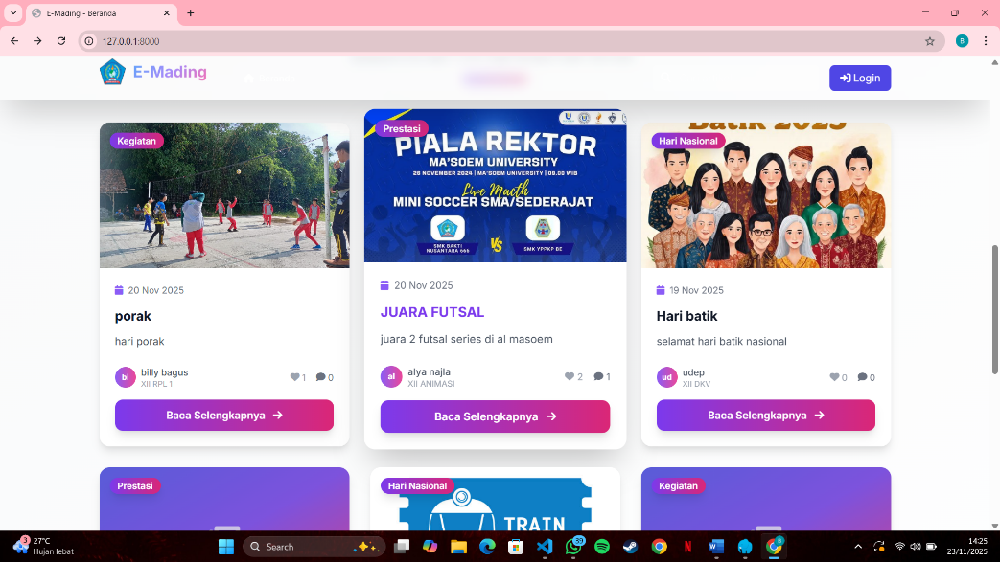 E-Mading - Beranda
127.0.0.1:8000
B
E-Mading
Login
Kegiatan
20 Nov 2025
porak
hari porak
bi
billy bagus
XII RPL 1
1
0
Baca Selengkapnya
Prestasi
PIALA REKTOR
MA'SOEM UNIVERSITY
28 NOVEMBER 2024 | MA'SOEM UNIVERSITY | 09.00 WIB
Live Macth
MINI SOCCER SMA/SEDERAJAT
SMK BAKTI
NUSANTARA 666
VS
SMK YPPKP BE
20 Nov 2025
JUARA FUTSAL
juara 2 futsal series di al masoem
al
alya najla
XII ANIMASI
2
1
Baca Selengkapnya
Batik 2025
Hari Nasional
19 Nov 2025
Hari batik
selamat hari batik nasional
ud
udep
XII DKV
0
0
Baca Selengkapnya
Prestasi
Hari Nasional
TRAIN
Kegiatan
3
27°C
Hujan lebat
Search
39
14:25
23/11/2025